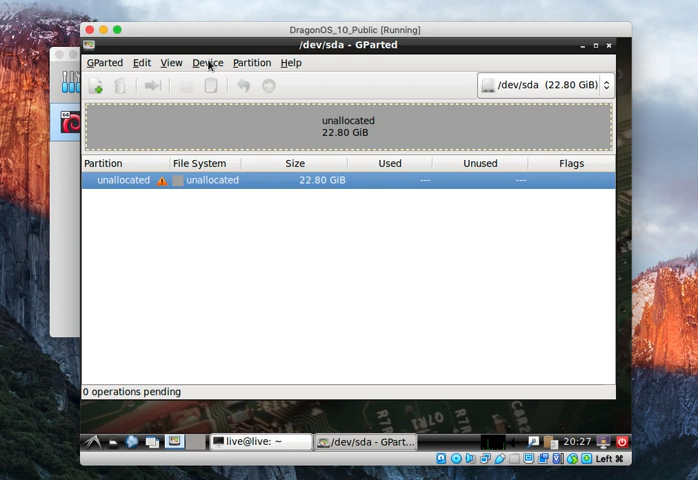 DragonOS_10_Public [Running]
/dev/sda - GParted
GParted Edit View Device Partition Help
/dev/sda (22.80 GiB)
unallocated
22.80 GiB
Partition File System Size Used Unused Flags
unallocated unallocated 22.80 GiB --- ---
0 operations pending
live@live: ~ /dev/sda - GPart... 20:27
Left ⌘